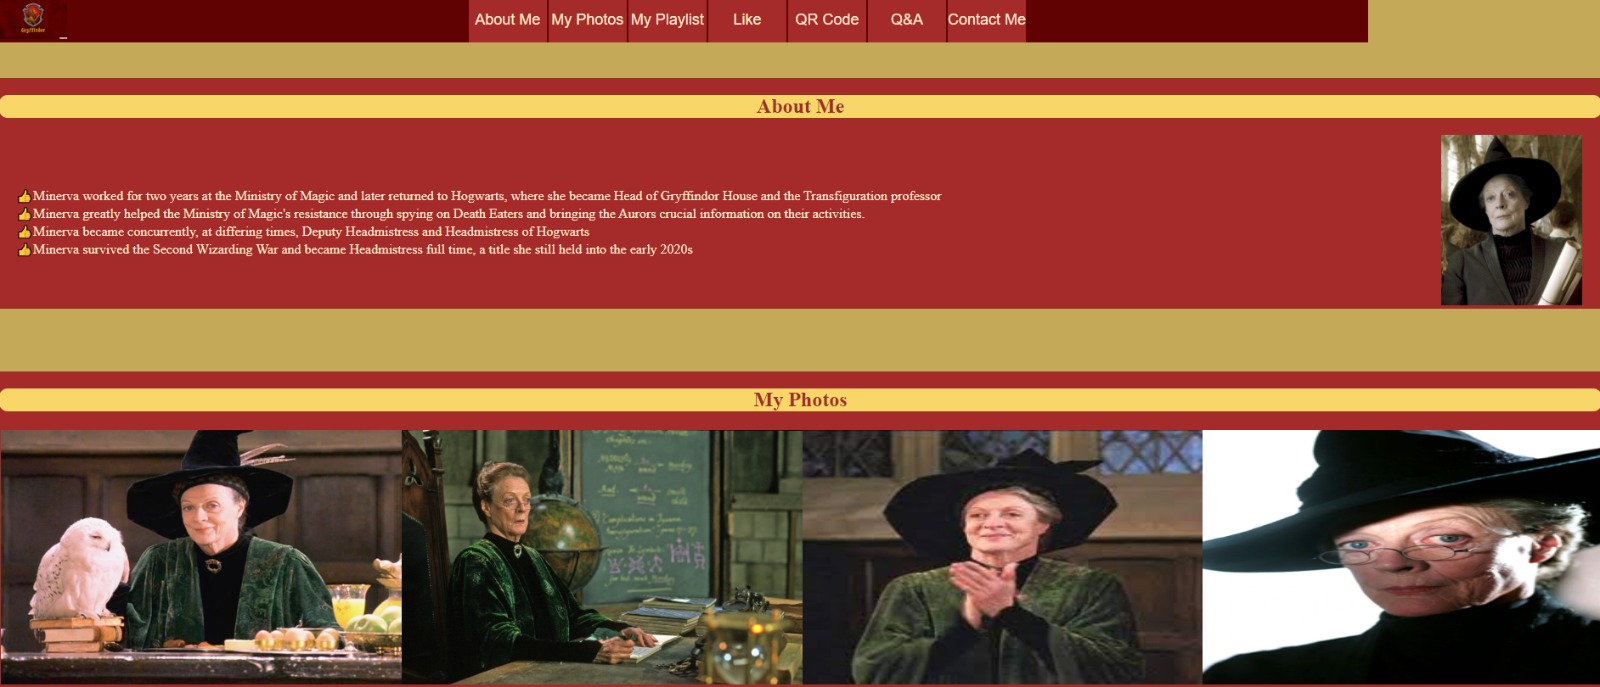 Gryffindor
About Me
My Photos
My Playlist
Like
QR Code
Q&A
Contact Me
About Me
👍Minerva worked for two years at the Ministry of Magic and later returned to Hogwarts, where she became Head of Gryffindor House and the Transfiguration professor
👍Minerva greatly helped the Ministry of Magic's resistance through spying on Death Eaters and bringing the Aurors crucial information on their activities.
👍Minerva became concurrently, at differing times, Deputy Headmistress and Headmistress of Hogwarts
👍Minerva survived the Second Wizarding War and became Headmistress full time, a title she still held into the early 2020s
My Photos